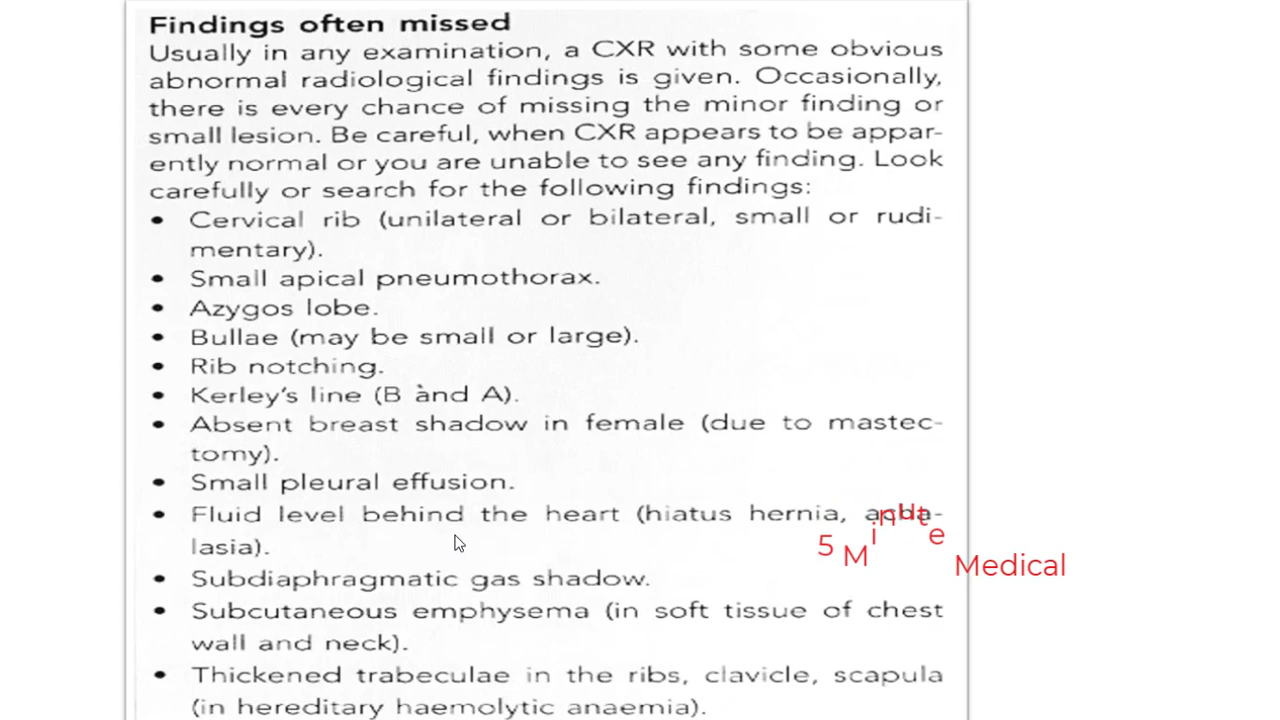 Findings often missed
Usually in any examination, a CXR with some obvious
abnormal radiological findings is given. Occasionally,
there is every chance of missing the minor finding or
small lesion. Be careful, when CXR appears to be appar-
ently normal or you are unable to see any finding. Look
carefully or search for the following findings:
• Cervical rib (unilateral or bilateral, small or rudi-
mentary).
• Small apical pneumothorax.
• Azygos lobe.
• Bullae (may be small or large).
• Rib notching.
• Kerley's line (B and A).
• Absent breast shadow in female (due to mastec-
tomy).
• Small pleural effusion.
• Fluid level behind the heart (hiatus hernia, acha-
lasia).
5 Minute Medical
• Subdiaphragmatic gas shadow.
• Subcutaneous emphysema (in soft tissue of chest
wall and neck).
• Thickened trabeculae in the ribs, clavicle, scapula
(in hereditary haemolytic anaemia).